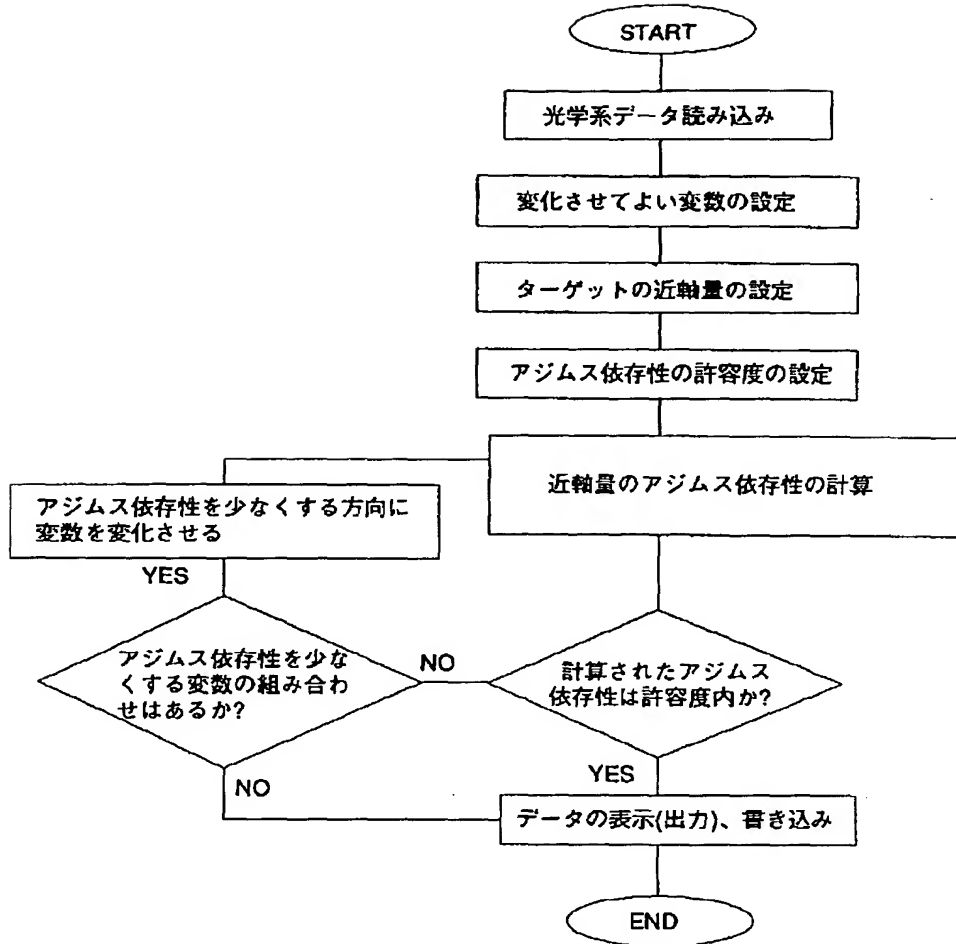 START
光学系データ読み込み
変化させてよい変数の設定
ターゲットの近軸量の設定
アジムス依存性の許容度の設定
近軸量のアジムス依存性の計算
アジムス依存性を少なくする方向に
変数を変化させる
YES
アジムス依存性を少な
くする変数の組み合わ
せはあるか?
NO
計算されたアジムス
依存性は許容度内か?
NO
YES
データの表示(出力)、書き込み
END